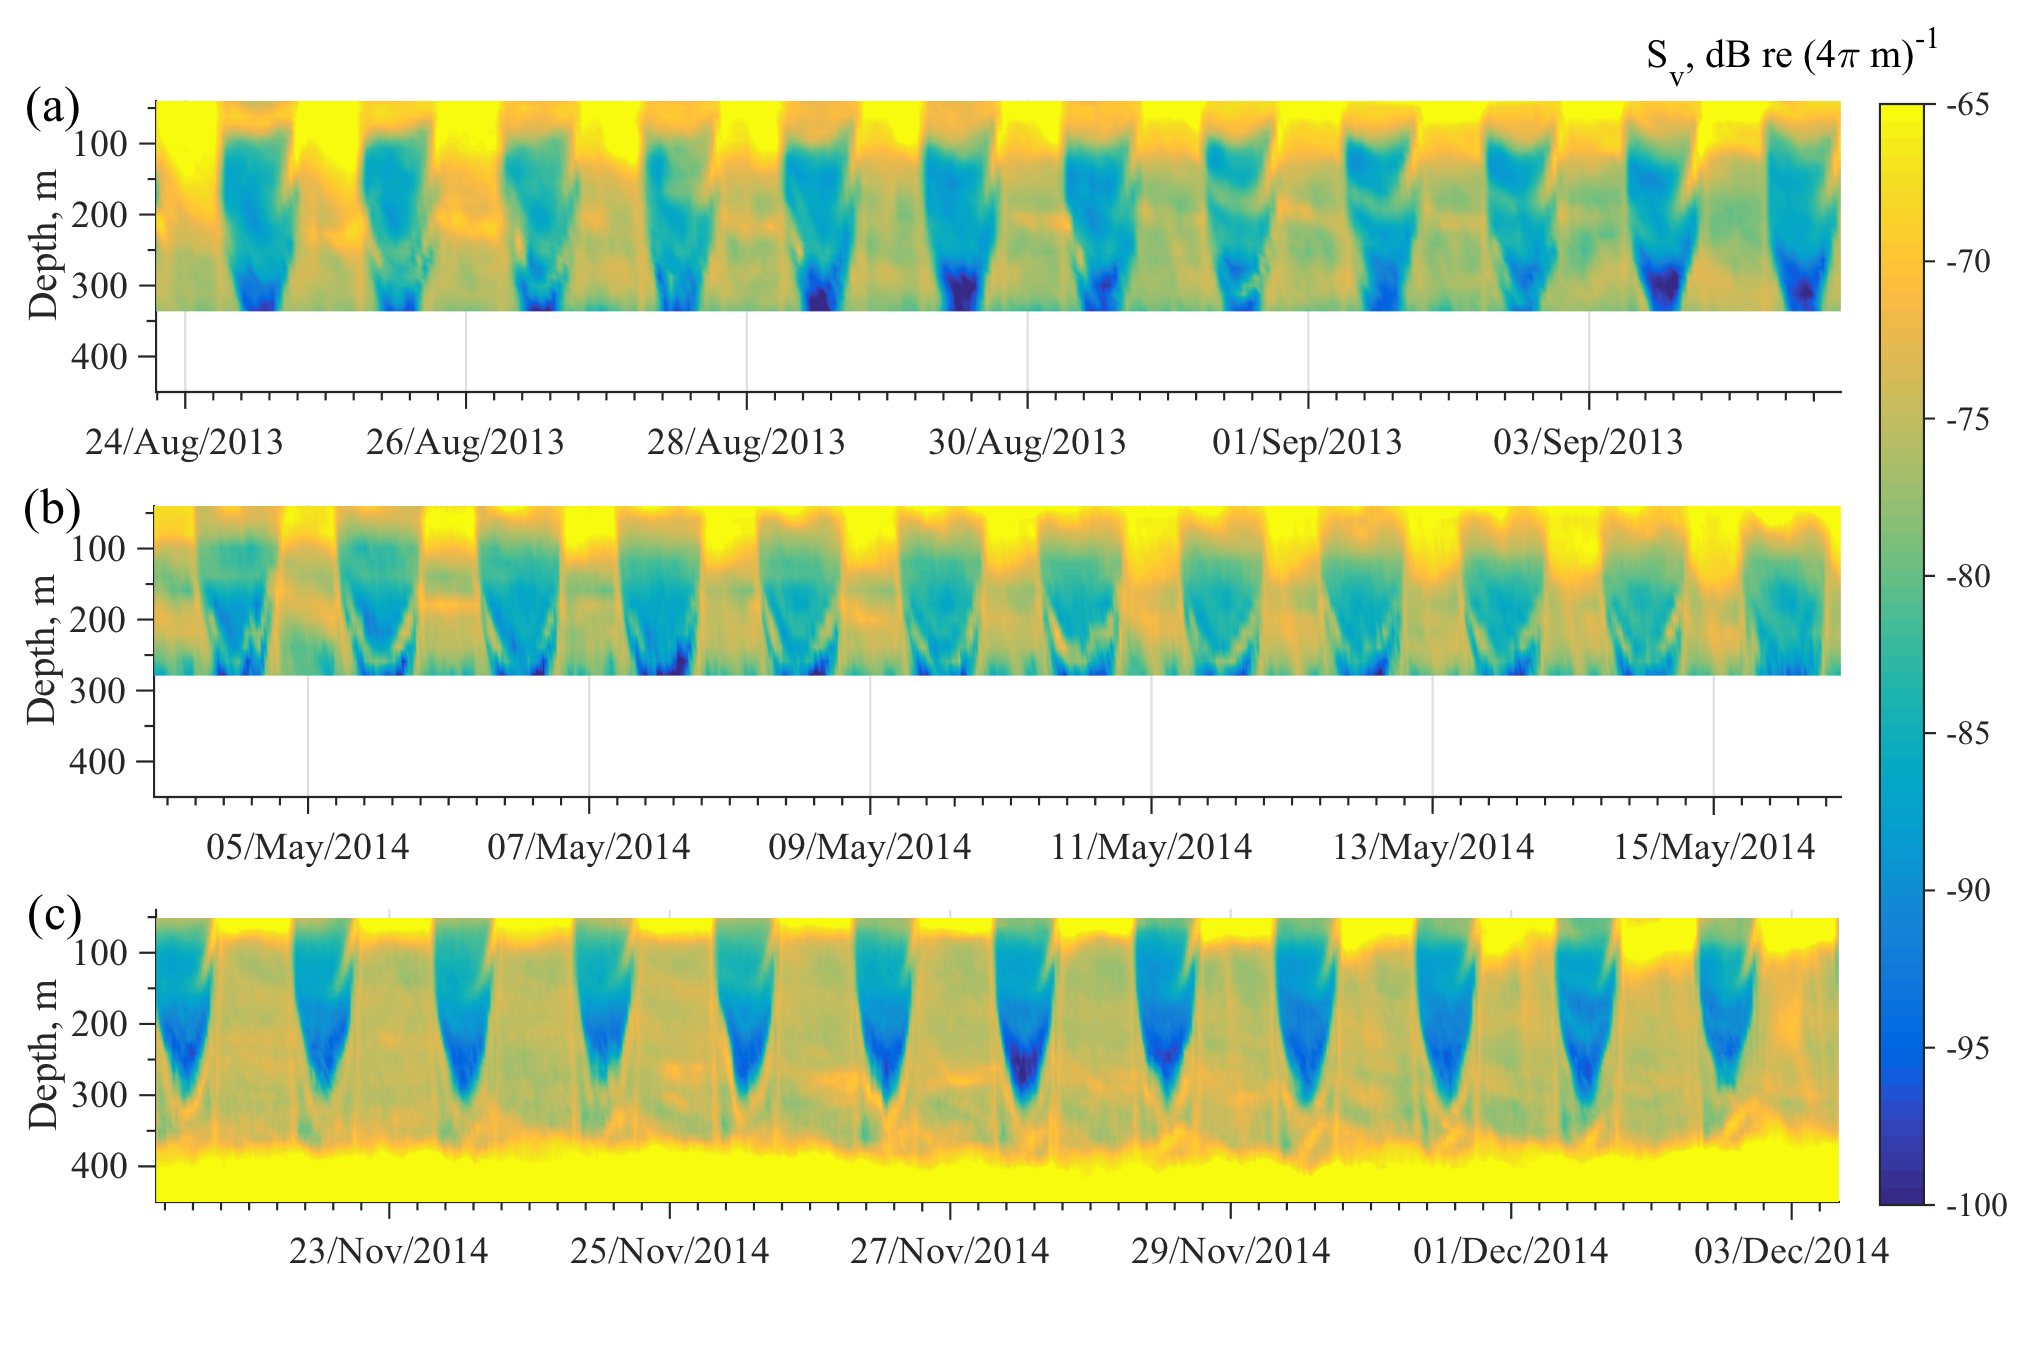 S_v, dB re (4π m)^-1
(a)
Depth, m
100
200
300
400
24/Aug/2013 26/Aug/2013 28/Aug/2013 30/Aug/2013 01/Sep/2013 03/Sep/2013
(b)
Depth, m
100
200
300
400
05/May/2014 07/May/2014 09/May/2014 11/May/2014 13/May/2014 15/May/2014
(c)
Depth, m
100
200
300
400
23/Nov/2014 25/Nov/2014 27/Nov/2014 29/Nov/2014 01/Dec/2014 03/Dec/2014
-65
-70
-75
-80
-85
-90
-95
-100